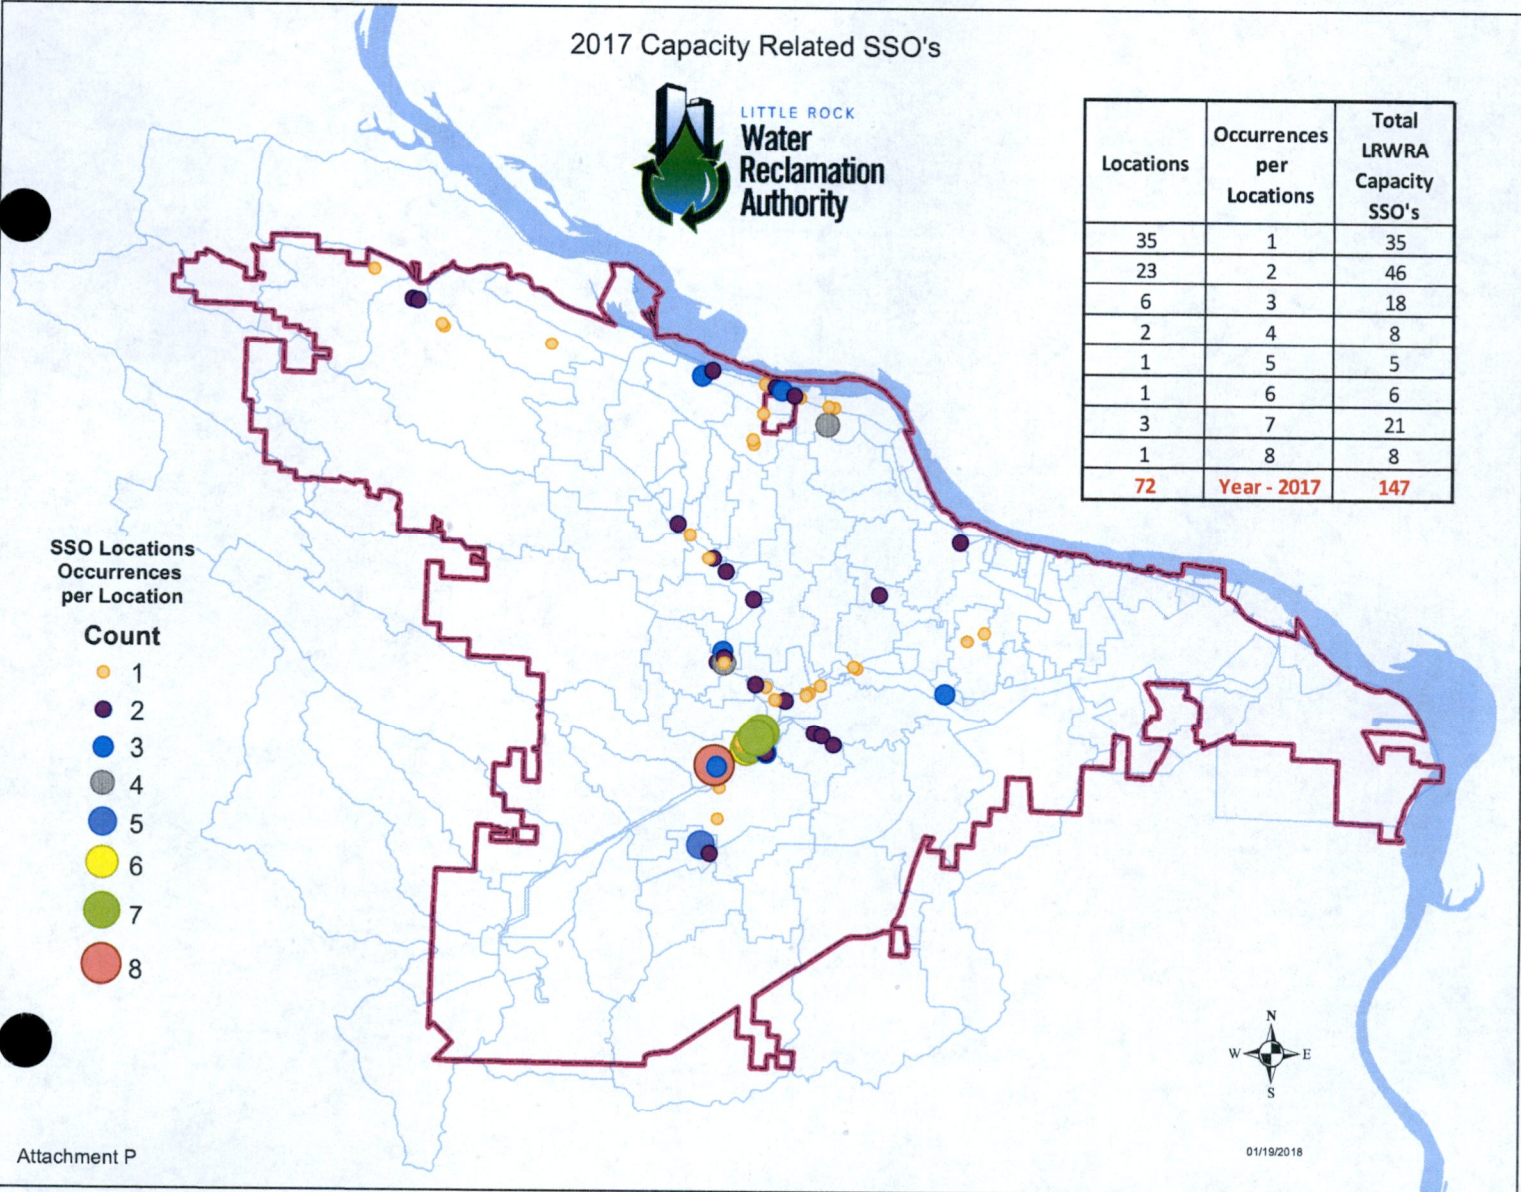 2017 Capacity Related SSO's
LITTLE ROCK
Water
Reclamation
Authority
Locations
Occurrences
per
Locations
Total
LRWRA
Capacity
SSO's
35 1 35
23 2 46
6 3 18
2 4 8
1 5 5
1 6 6
3 7 21
1 8 8
72 Year - 2017 147
SSO Locations
Occurrences
per Location
Count
1
2
3
4
5
6
7
8
N
W E
S
01/19/2018
Attachment P